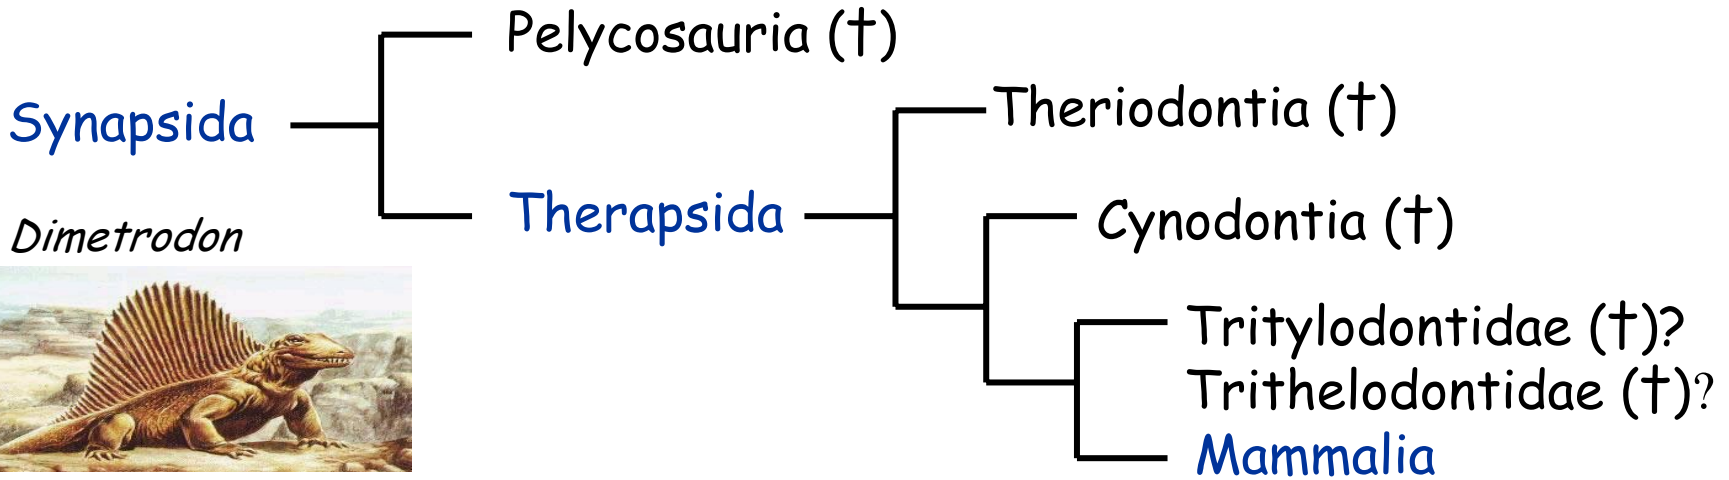 Pelycosauria (†)
Theriodontia (†)
Synapsida
Therapsida
Cynodontia (†)
Dimetrodon
Tritylodontidae (†)?
Trithelodontidae (†)?
Mammalia